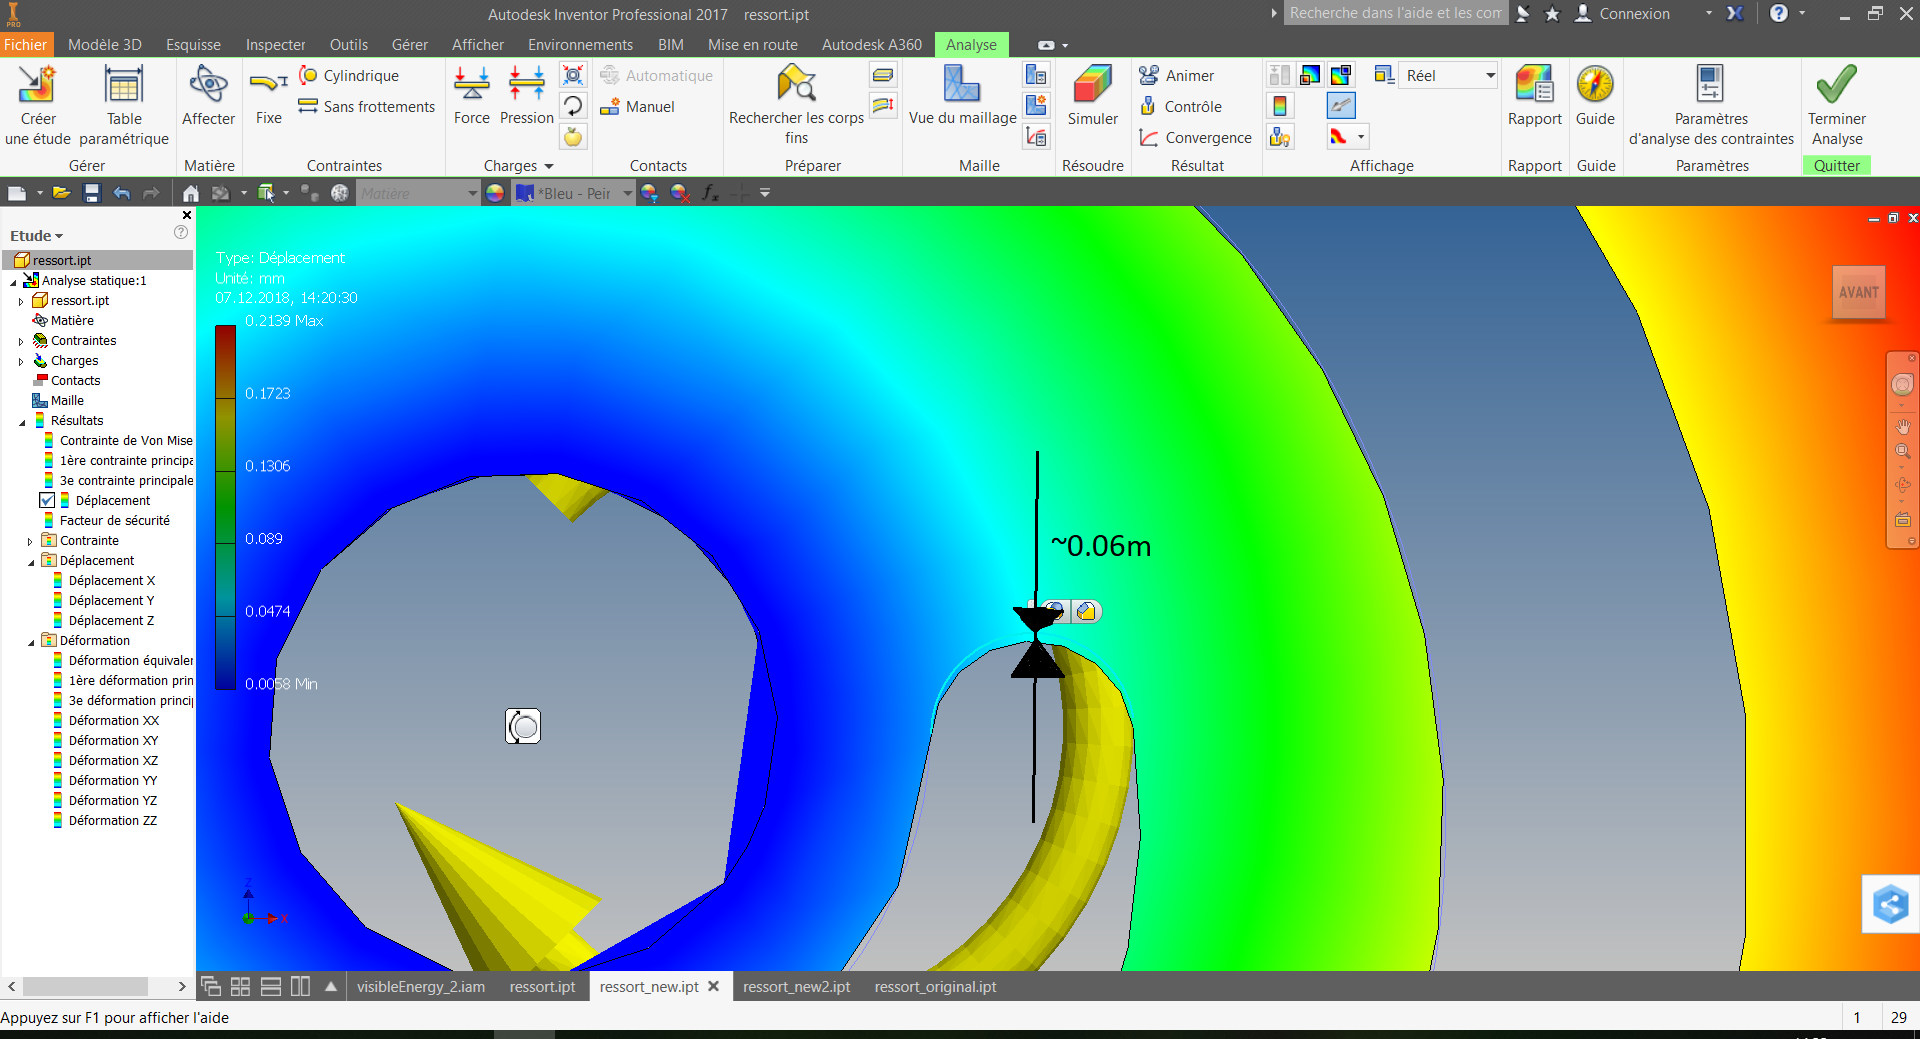 Autodesk Inventor Professional 2017 ressort.ipt
Recherche dans l'aide et les com
Connexion
PRO
Fichier Modèle 3D Esquisse Inspecter Outils Gérer Afficher Environnements BIM Mise en route Autodesk A360 Analyse
Créer
une étude
Table
paramétrique
Gérer
Affecter
Matière
Fixe
Cylindrique
Sans frottements
Contraintes
Force
Pression
Charges
Automatique
Manuel
Contacts
Rechercher les corps
fins
Préparer
Vue du maillage
Maille
Simuler
Résoudre
Animer
Contrôle
Convergence
Résultat
Réel
Affichage
Rapport
Rapport
Guide
Guide
Paramètres
d'analyse des contraintes
Paramètres
Terminer
Analyse
Quitter
Matière
*Bleu - Peir
fx
Etude
ressort.ipt
Analyse statique:1
ressort.ipt
Matière
Contraintes
Charges
Contacts
Maille
Résultats
Contrainte de Von Mise
1ère contrainte principa
3e contrainte principale
Déplacement
Facteur de sécurité
Contrainte
Déplacement
Déplacement X
Déplacement Y
Déplacement Z
Déformation
Déformation équivaler
1ère déformation prin
3e déformation princi
Déformation XX
Déformation XY
Déformation XZ
Déformation YY
Déformation YZ
Déformation ZZ
Type: Déplacement
Unité: mm
07.12.2018, 14:20:30
0.2139 Max
0.1723
0.1306
0.089
0.0474
0.0058 Min
~0.06m
AVANT
Z
X
visibleEnergy_2.iam ressort.ipt ressort_new.ipt ressort_new2.ipt ressort_original.ipt
Appuyez sur F1 pour afficher l'aide
1 29